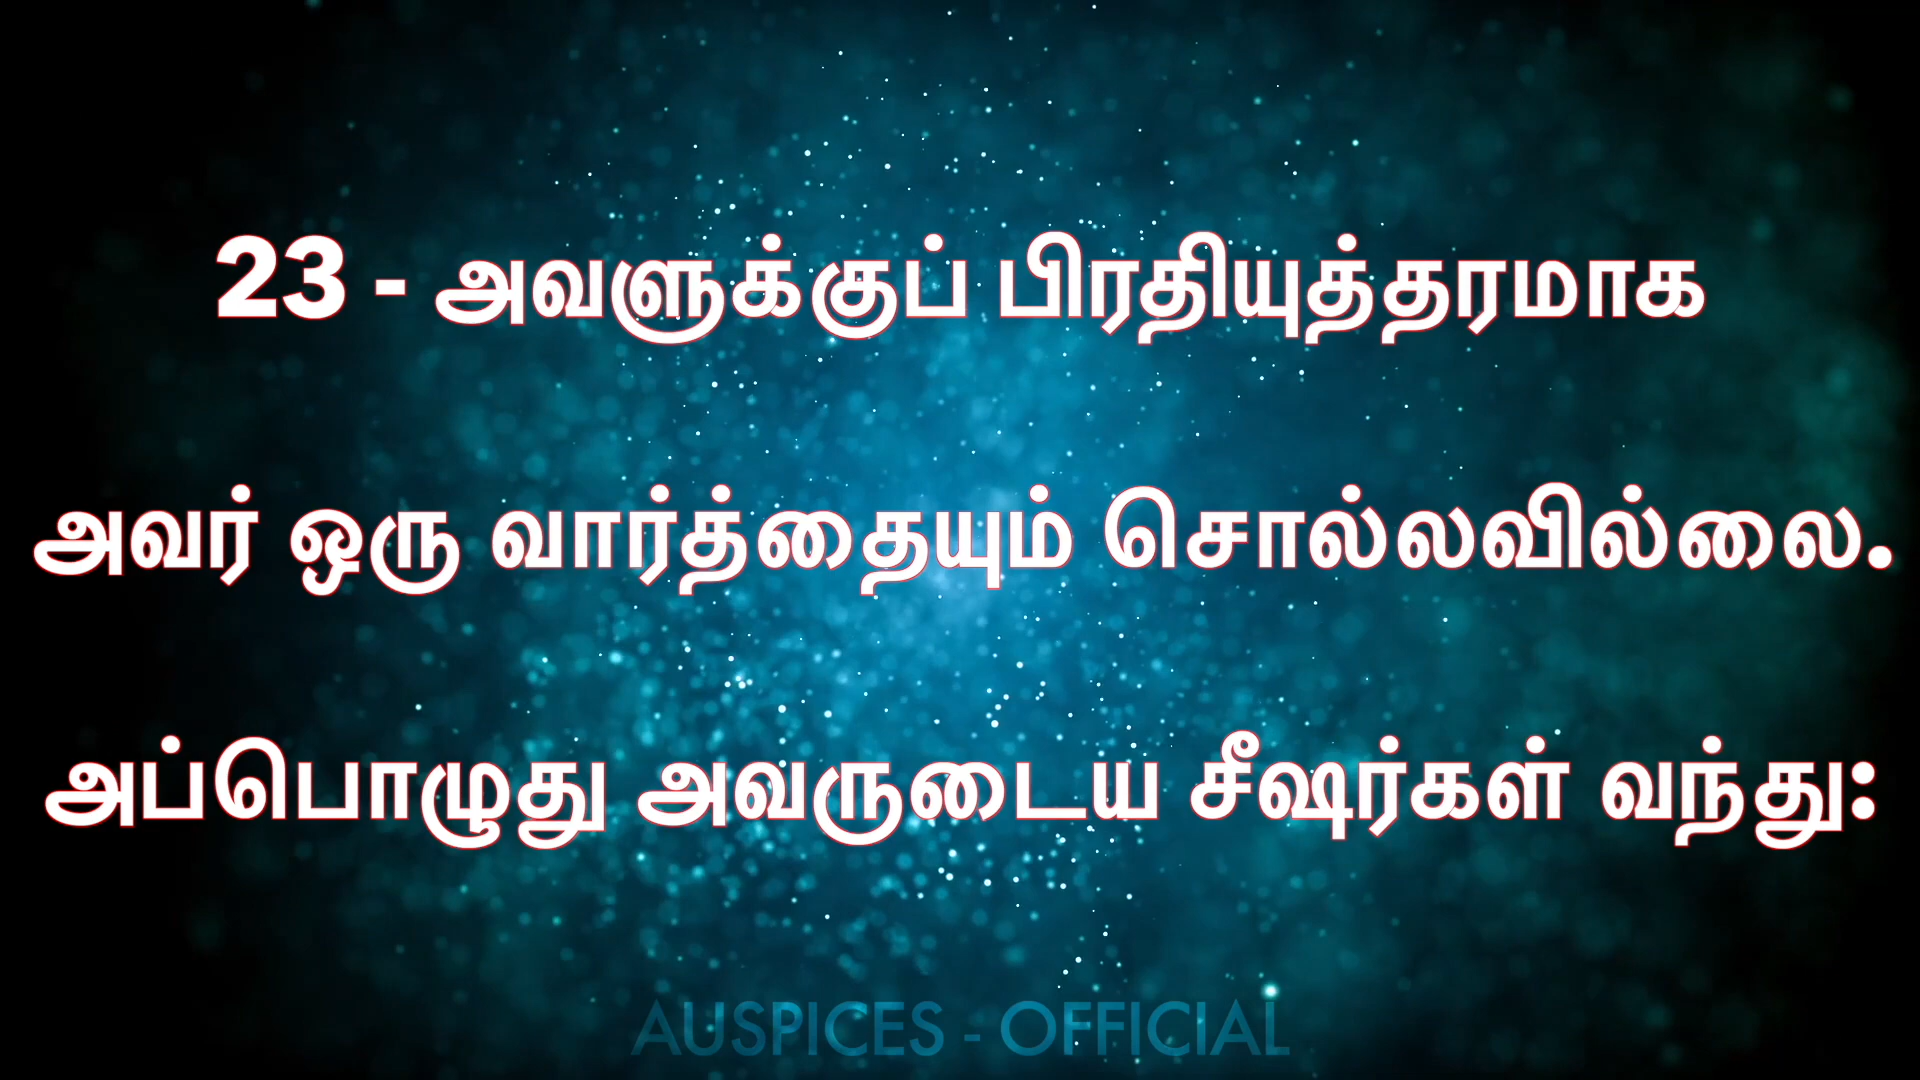 23 - அவளுக்குப் பிரதியுத்தரமாக
அவர் ஒரு வார்த்தையும் சொல்லவில்லை.
அப்பொழுது அவருடைய சீஷர்கள் வந்து:
AUSPICES - OFFICIAL